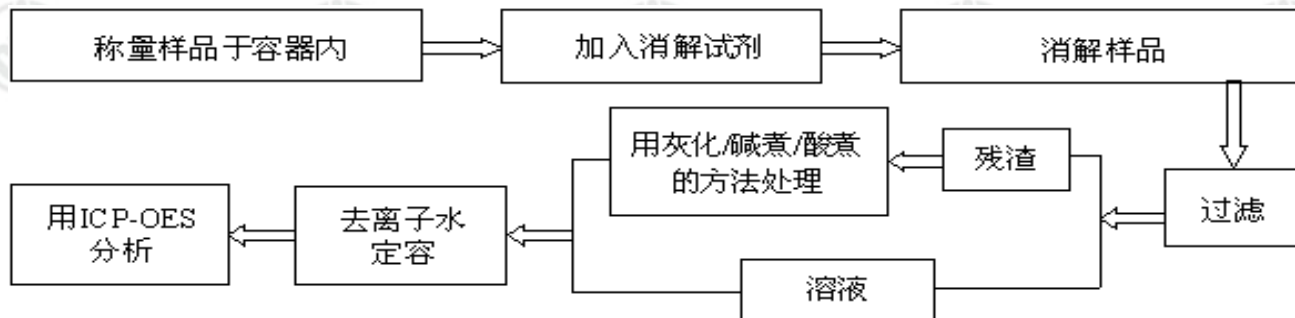 称量样品于容器内
加入消解试剂
消解样品
过滤
残渣
用灰化/碱煮/酸煮
的方法处理
溶液
去离子水
定容
用ICP-OES
分析